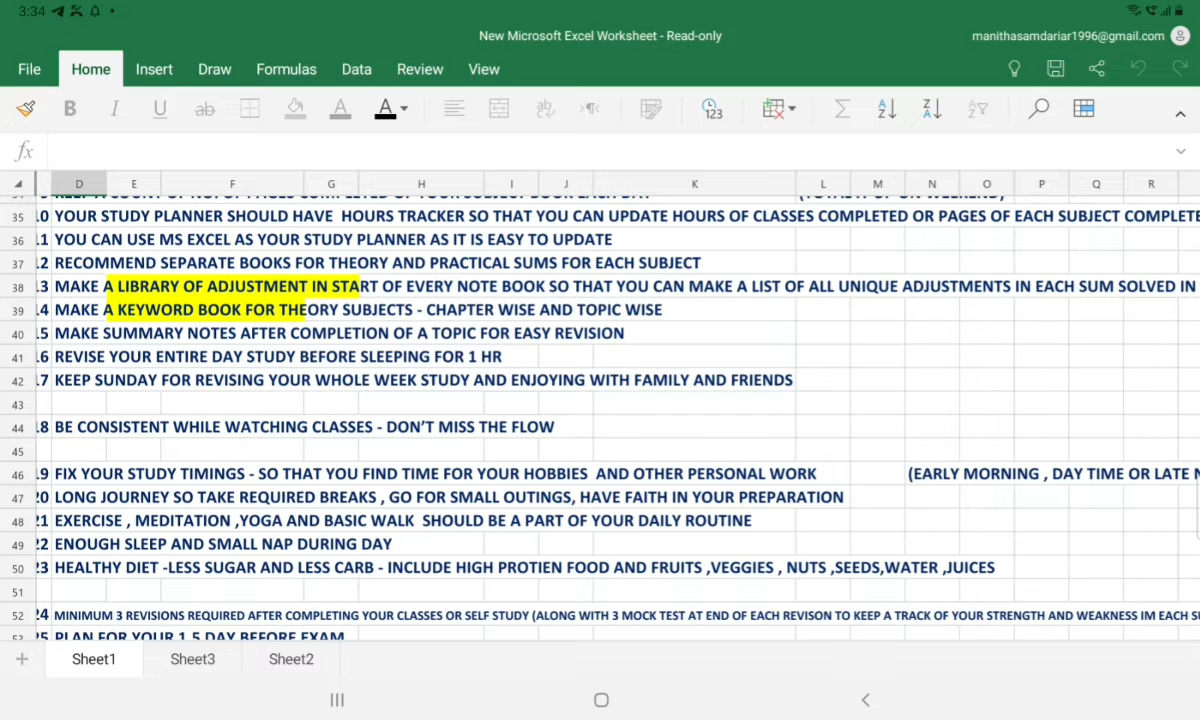 3:34
New Microsoft Excel Worksheet - Read-only
manithasamdariar1996@gmail.com
File Home Insert Draw Formulas Data Review View
B I U ab A A ab 123 Σ A Z Z A A Z
fx
D E F G H I J K L M N O P Q R
35 10 YOUR STUDY PLANNER SHOULD HAVE HOURS TRACKER SO THAT YOU CAN UPDATE HOURS OF CLASSES COMPLETED OR PAGES OF EACH SUBJECT COMPLETE
36 11 YOU CAN USE MS EXCEL AS YOUR STUDY PLANNER AS IT IS EASY TO UPDATE
37 12 RECOMMEND SEPARATE BOOKS FOR THEORY AND PRACTICAL SUMS FOR EACH SUBJECT
38 13 MAKE A LIBRARY OF ADJUSTMENT IN START OF EVERY NOTE BOOK SO THAT YOU CAN MAKE A LIST OF ALL UNIQUE ADJUSTMENTS IN EACH SUM SOLVED IN
39 14 MAKE A KEYWORD BOOK FOR THEORY SUBJECTS - CHAPTER WISE AND TOPIC WISE
40 15 MAKE SUMMARY NOTES AFTER COMPLETION OF A TOPIC FOR EASY REVISION
41 16 REVISE YOUR ENTIRE DAY STUDY BEFORE SLEEPING FOR 1 HR
42 17 KEEP SUNDAY FOR REVISING YOUR WHOLE WEEK STUDY AND ENJOYING WITH FAMILY AND FRIENDS
43
44 18 BE CONSISTENT WHILE WATCHING CLASSES - DON'T MISS THE FLOW
45
46 19 FIX YOUR STUDY TIMINGS - SO THAT YOU FIND TIME FOR YOUR HOBBIES AND OTHER PERSONAL WORK (EARLY MORNING , DAY TIME OR LATE N
47 20 LONG JOURNEY SO TAKE REQUIRED BREAKS , GO FOR SMALL OUTINGS, HAVE FAITH IN YOUR PREPARATION
48 21 EXERCISE , MEDITATION ,YOGA AND BASIC WALK SHOULD BE A PART OF YOUR DAILY ROUTINE
49 22 ENOUGH SLEEP AND SMALL NAP DURING DAY
50 23 HEALTHY DIET -LESS SUGAR AND LESS CARB - INCLUDE HIGH PROTIEN FOOD AND FRUITS ,VEGGIES , NUTS ,SEEDS,WATER ,JUICES
51
52 24 MINIMUM 3 REVISIONS REQUIRED AFTER COMPLETING YOUR CLASSES OR SELF STUDY (ALONG WITH 3 MOCK TEST AT END OF EACH REVISON TO KEEP A TRACK OF YOUR STRENGTH AND WEAKNESS IM EACH SU
53 25 PLAN FOR YOUR 1.5 DAY BEFORE EXAM
Sheet1 Sheet3 Sheet2